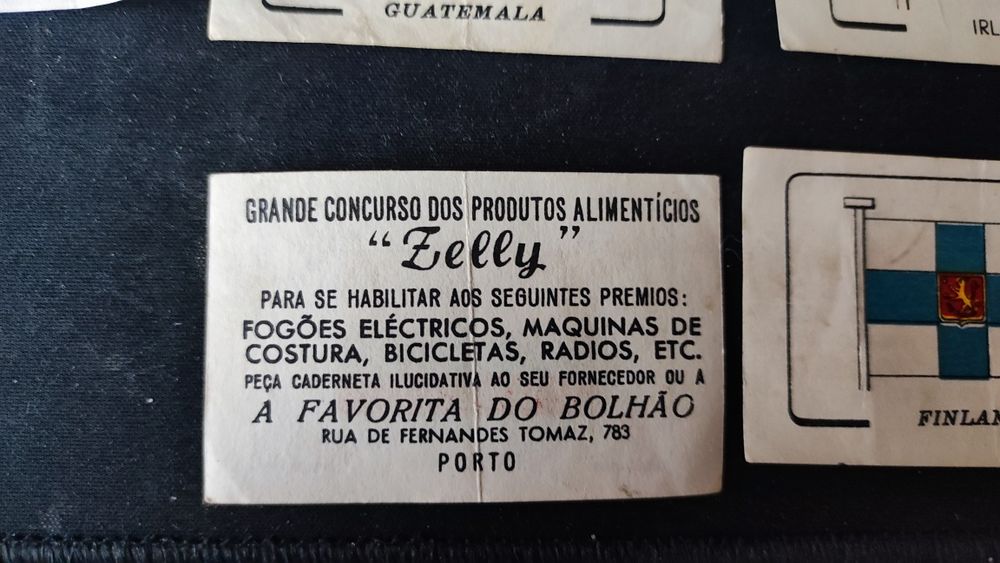 GUATEMALA
GRANDE CONCURSO DOS PRODUTOS ALIMENTÍCIOS
"Zelly"
PARA SE HABILITAR AOS SEGUINTES PREMIOS:
FOGÕES ELÉCTRICOS, MAQUINAS DE
COSTURA, BICICLETAS, RADIOS, ETC.
PEÇA CADERNETA ILUCIDATIVA AO SEU FORNECEDOR OU A
A FAVORITA DO BOLHÃO
RUA DE FERNANDES TOMAZ, 783
PORTO